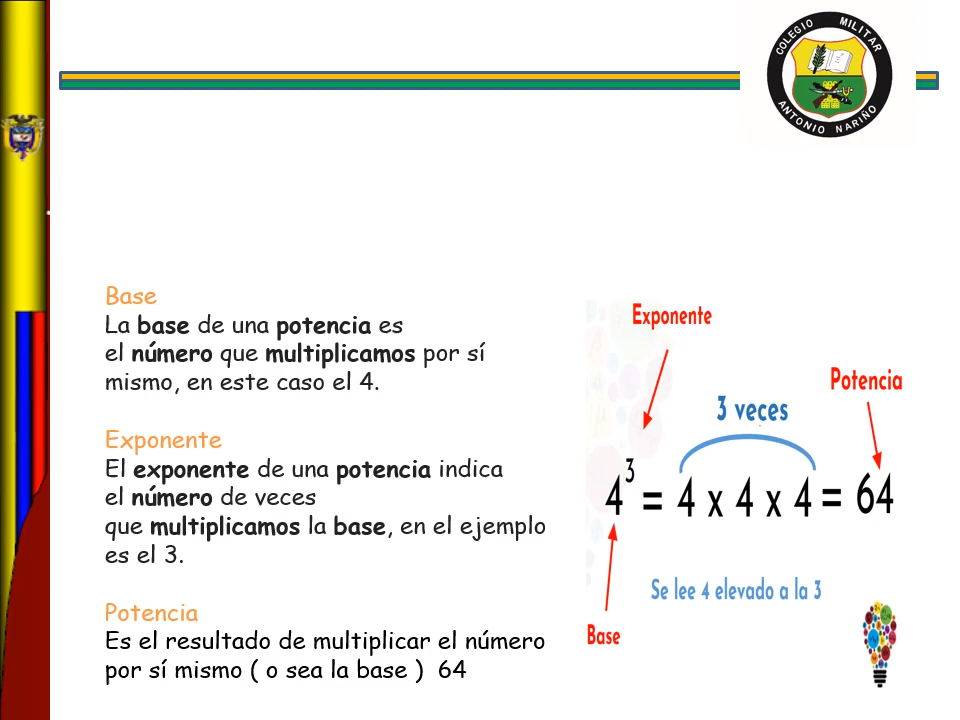 COLEGIO MILITAR
ANTONIO NARIÑO
Base
La base de una potencia es
el número que multiplicamos por sí
mismo, en este caso el 4.
Exponente
El exponente de una potencia indica
el número de veces
que multiplicamos la base, en el ejemplo
es el 3.
Potencia
Es el resultado de multiplicar el número
por sí mismo ( o sea la base ) 64
Exponente
Potencia
3 veces
4³ = 4 x 4 x 4 = 64
Se lee 4 elevado a la 3
Base